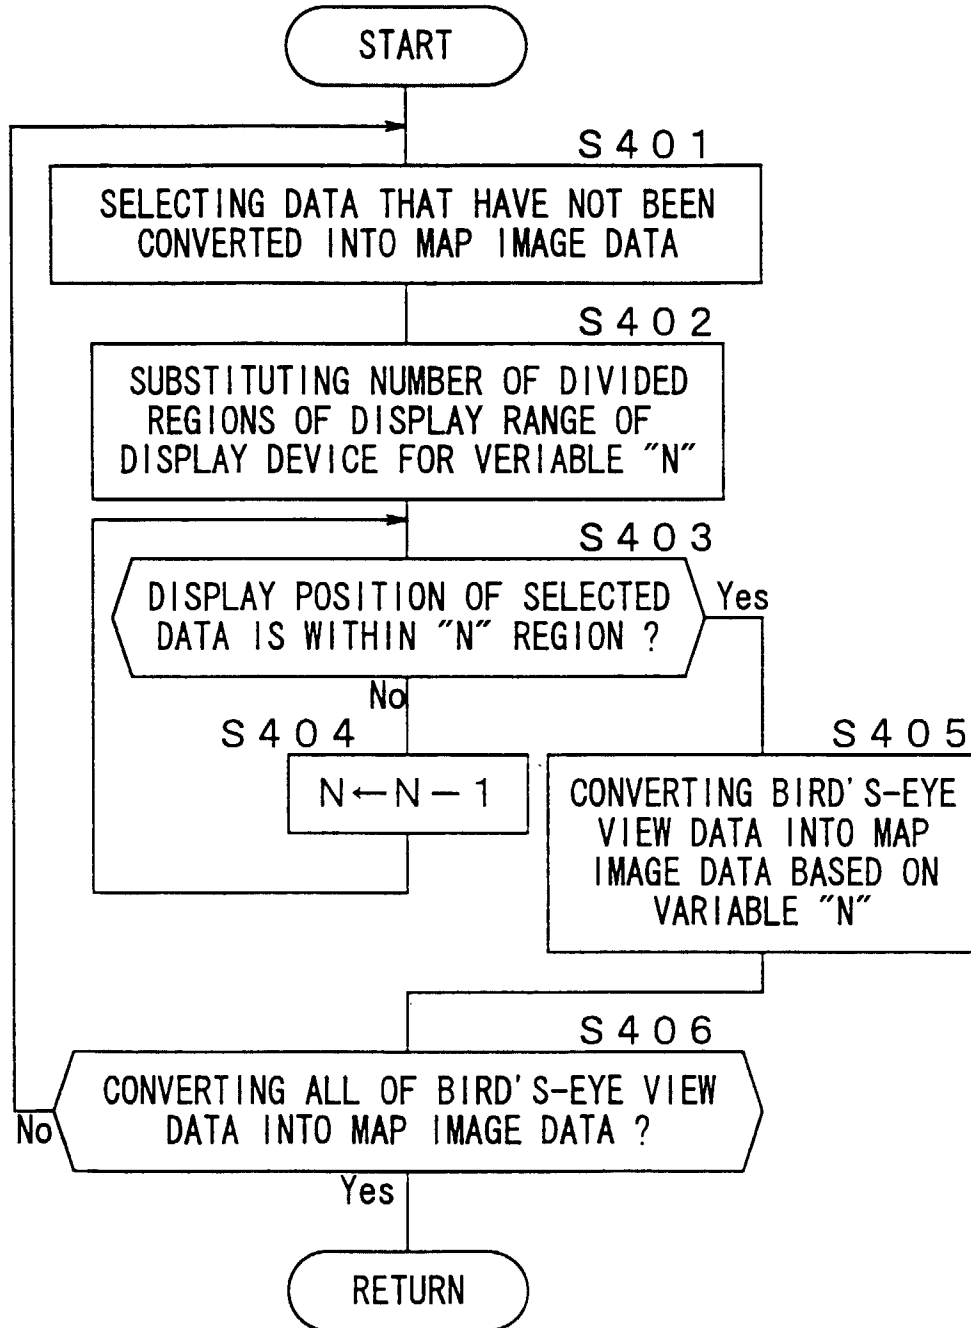 START
S401
SELECTING DATA THAT HAVE NOT BEEN
CONVERTED INTO MAP IMAGE DATA
S402
SUBSTITUTING NUMBER OF DIVIDED
REGIONS OF DISPLAY RANGE OF
DISPLAY DEVICE FOR VERIABLE "N"
S403
DISPLAY POSITION OF SELECTED
DATA IS WITHIN "N" REGION ?
Yes
No
S404
N←N-1
S405
CONVERTING BIRD'S-EYE
VIEW DATA INTO MAP
IMAGE DATA BASED ON
VARIABLE "N"
S406
CONVERTING ALL OF BIRD'S-EYE VIEW
DATA INTO MAP IMAGE DATA ?
No
Yes
RETURN